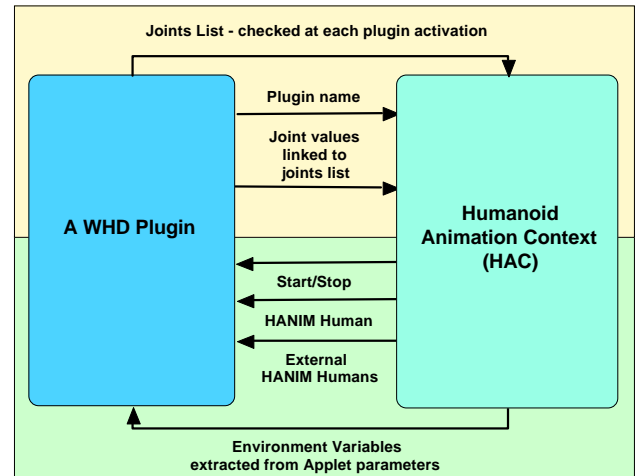 Joints List - checked at each plugin activation
Plugin name
Joint values
linked to
joints list
A WHD Plugin
Humanoid
Animation Context
(HAC)
Start/Stop
HANIM Human
External
HANIM Humans
Environment Variables
extracted from Applet parameters